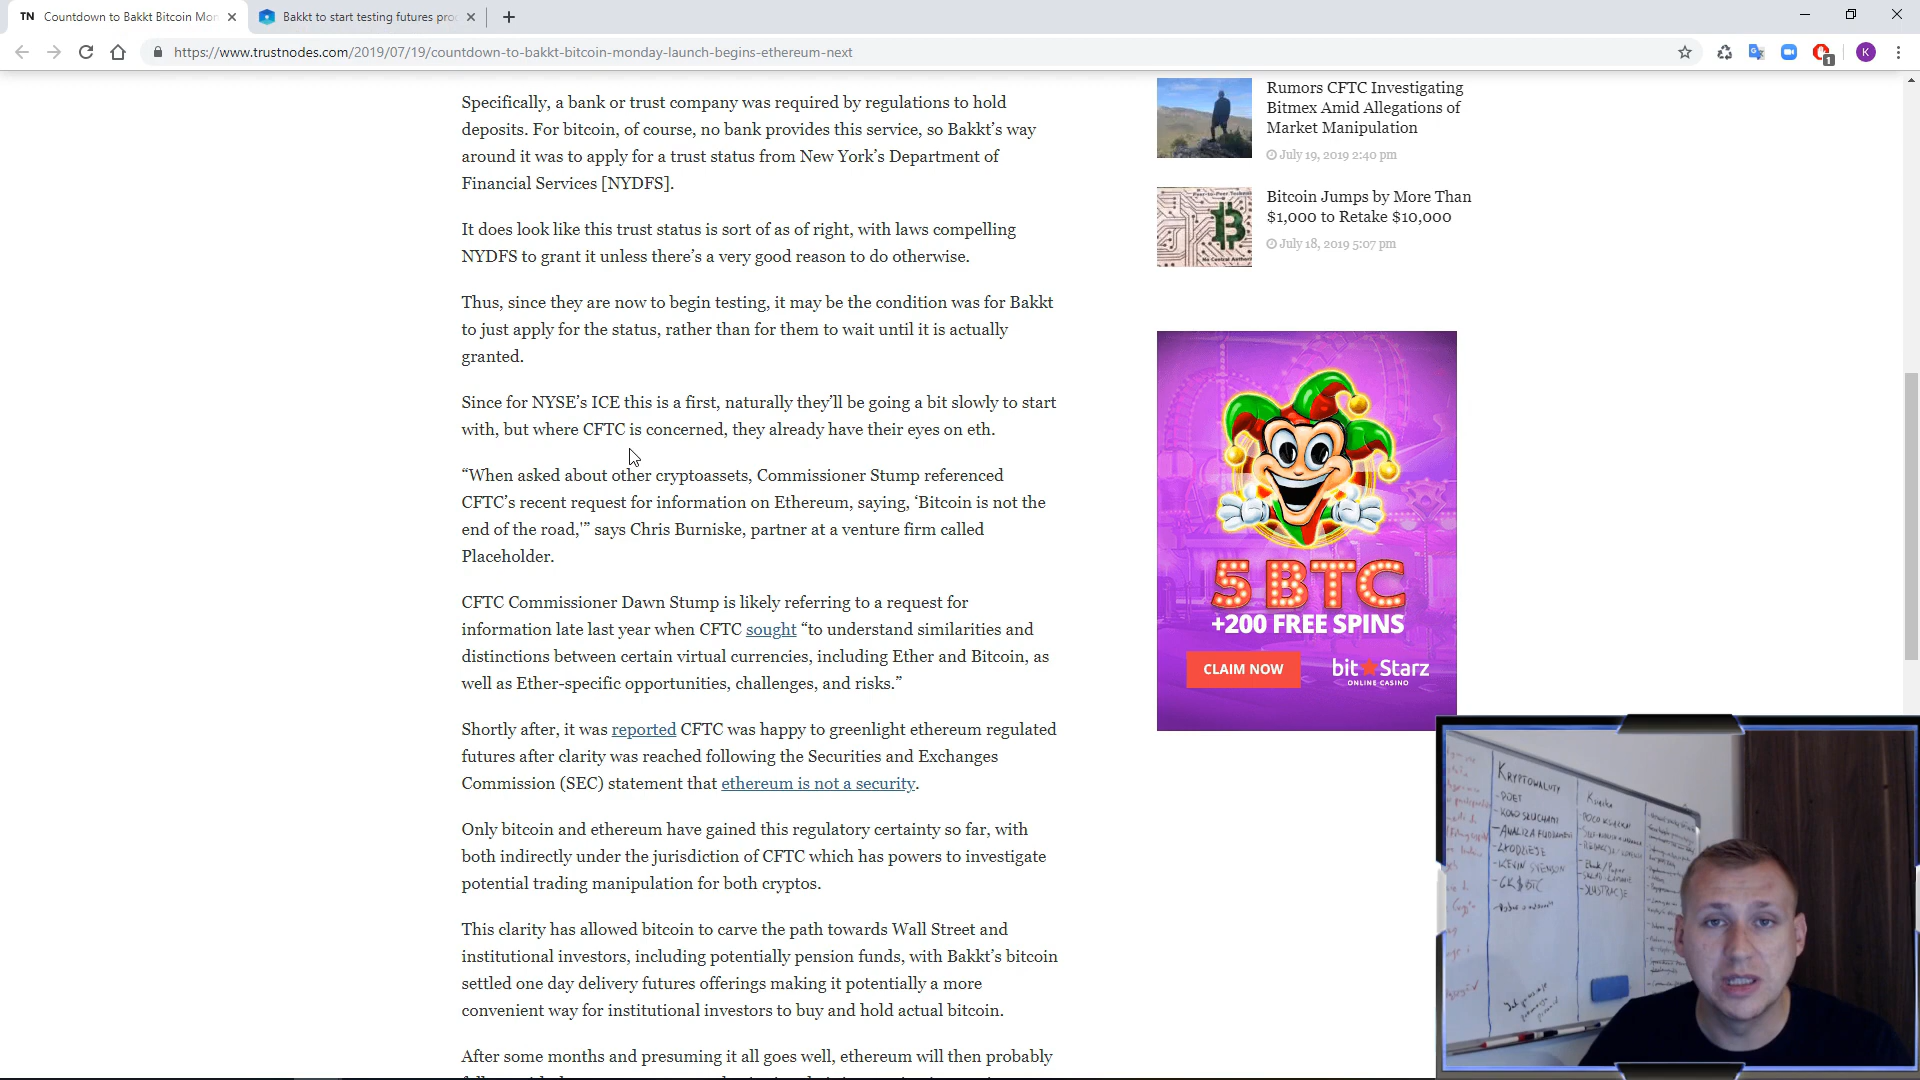 TN Countdown to Bakkt Bitcoin Mon
Bakkt to start testing futures proc
https://www.trustnodes.com/2019/07/19/countdown-to-bakkt-bitcoin-monday-launch-begins-ethereum-next
1
K
Specifically, a bank or trust company was required by regulations to hold
deposits. For bitcoin, of course, no bank provides this service, so Bakkt’s way
around it was to apply for a trust status from New York’s Department of
Financial Services [NYDFS].
It does look like this trust status is sort of as of right, with laws compelling
NYDFS to grant it unless there’s a very good reason to do otherwise.
Thus, since they are now to begin testing, it may be the condition was for Bakkt
to just apply for the status, rather than for them to wait until it is actually
granted.
Since for NYSE’s ICE this is a first, naturally they’ll be going a bit slowly to start
with, but where CFTC is concerned, they already have their eyes on eth.
“When asked about other cryptoassets, Commissioner Stump referenced
CFTC’s recent request for information on Ethereum, saying, ‘Bitcoin is not the
end of the road,'” says Chris Burniske, partner at a venture firm called
Placeholder.
CFTC Commissioner Dawn Stump is likely referring to a request for
information late last year when CFTC sought “to understand similarities and
distinctions between certain virtual currencies, including Ether and Bitcoin, as
well as Ether-specific opportunities, challenges, and risks.”
Shortly after, it was reported CFTC was happy to greenlight ethereum regulated
futures after clarity was reached following the Securities and Exchanges
Commission (SEC) statement that ethereum is not a security.
Only bitcoin and ethereum have gained this regulatory certainty so far, with
both indirectly under the jurisdiction of CFTC which has powers to investigate
potential trading manipulation for both cryptos.
This clarity has allowed bitcoin to carve the path towards Wall Street and
institutional investors, including potentially pension funds, with Bakkt’s bitcoin
settled one day delivery futures offerings making it potentially a more
convenient way for institutional investors to buy and hold actual bitcoin.
After some months and presuming it all goes well, ethereum will then probably
Rumors CFTC Investigating
Bitmex Amid Allegations of
Market Manipulation
July 19, 2019 2:40 pm
Bitcoin Jumps by More Than
$1,000 to Retake $10,000
July 18, 2019 5:07 pm
5 BTC
+200 FREE SPINS
CLAIM NOW
bit Starz
ONLINE CASINO
KRYPTOWALUTY
- POET
- KOŁO SŁUCHAMI
- ZŁODZIEJE
- KEVIN SVENSON
Książka